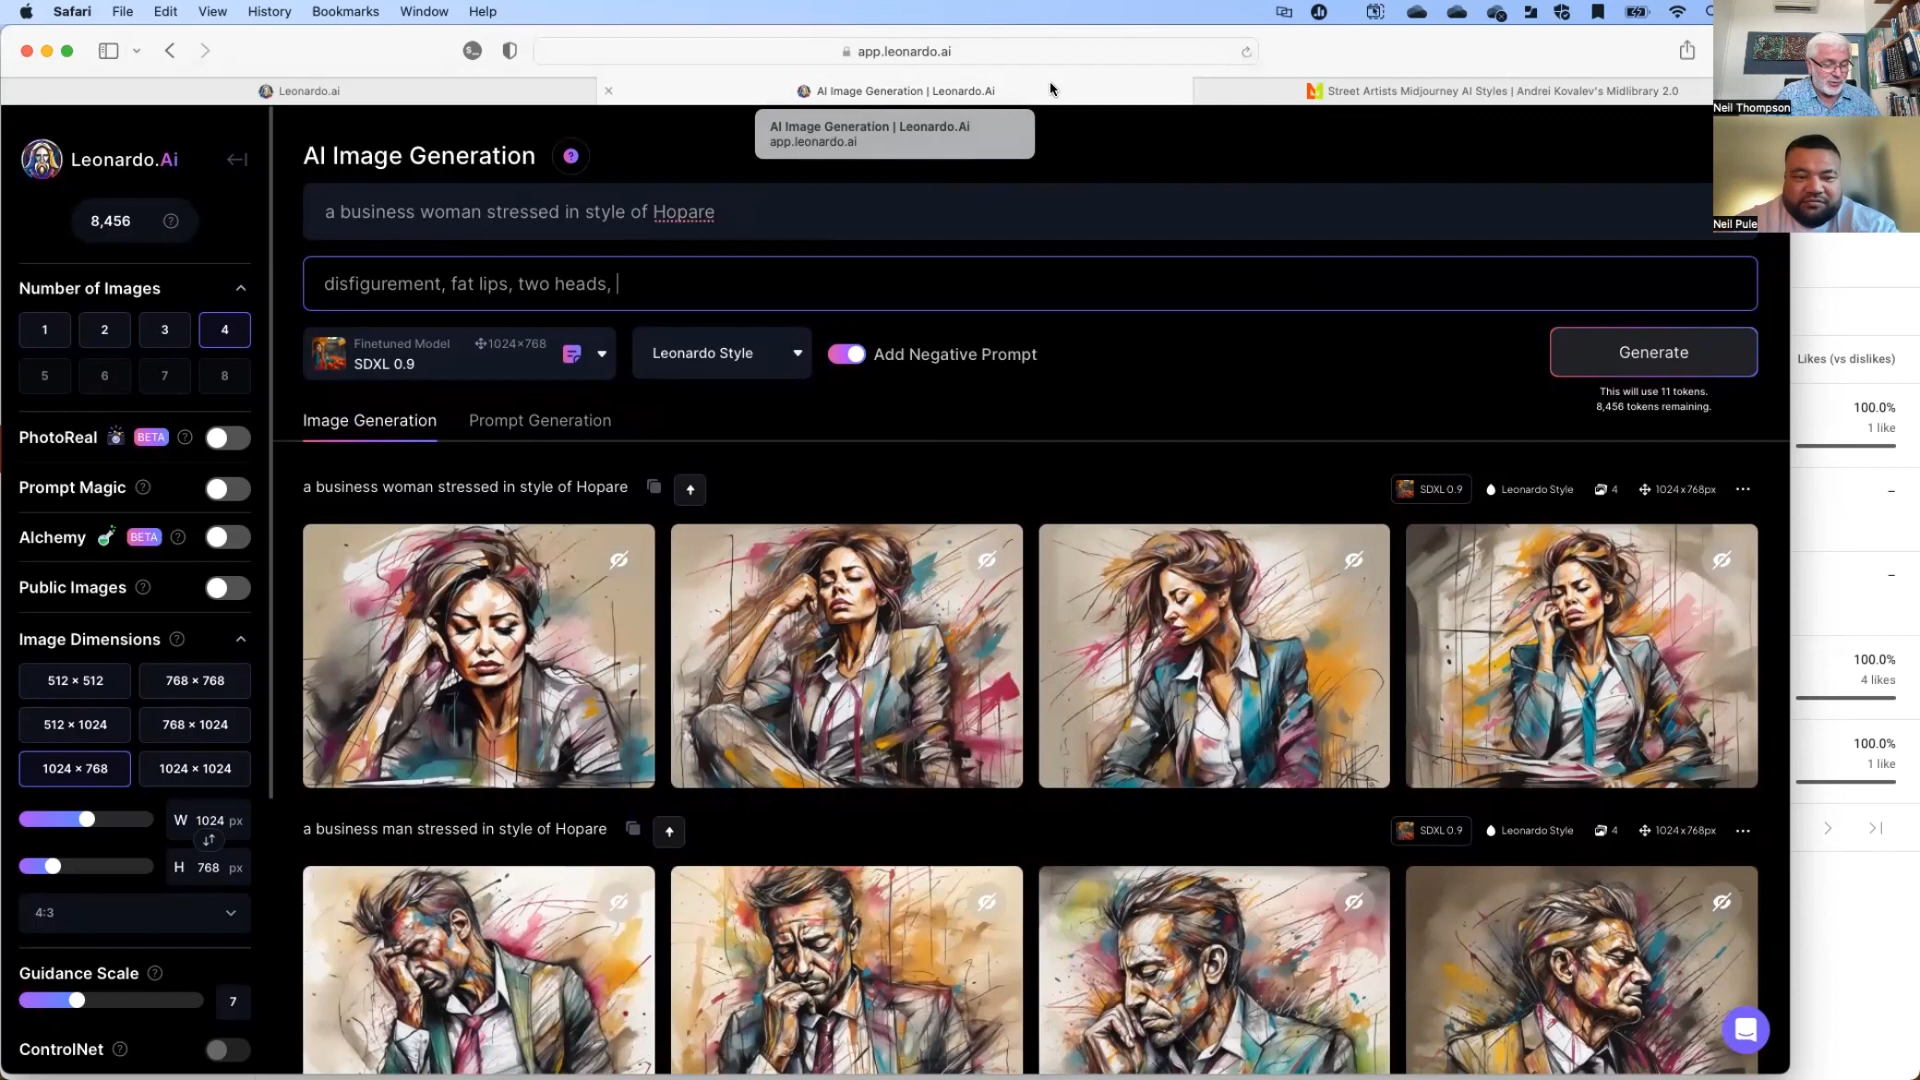 Safari File Edit View History Bookmarks Window Help
app.leonardo.ai
Leonardo.ai
AI Image Generation | Leonardo.Ai
Street Artists Midjourney AI Styles | Andrei Kovalev's Midlibrary 2.0
Neil Thompson
Neil Pule
AI Image Generation | Leonardo.Ai
app.leonardo.ai
Leonardo.Ai
8,456
Number of Images
1 2 3 4
5 6 7 8
PhotoReal BETA
Prompt Magic
Alchemy BETA
Public Images
Image Dimensions
512 × 512 768 × 768
512 × 1024 768 × 1024
1024 × 768 1024 × 1024
W 1024 px
H 768 px
4:3
Guidance Scale
7
ControlNet
AI Image Generation
a business woman stressed in style of Hopare
disfigurement, fat lips, two heads,
Finetuned Model 1024×768
SDXL 0.9
Leonardo Style
Add Negative Prompt
Generate
This will use 11 tokens.
8,456 tokens remaining.
Image Generation Prompt Generation
a business woman stressed in style of Hopare
SDXL 0.9 Leonardo Style 4 1024x768px
a business man stressed in style of Hopare
SDXL 0.9 Leonardo Style 4 1024x768px
Likes (vs dislikes)
100.0%
1 like
–
–
100.0%
4 likes
100.0%
1 like